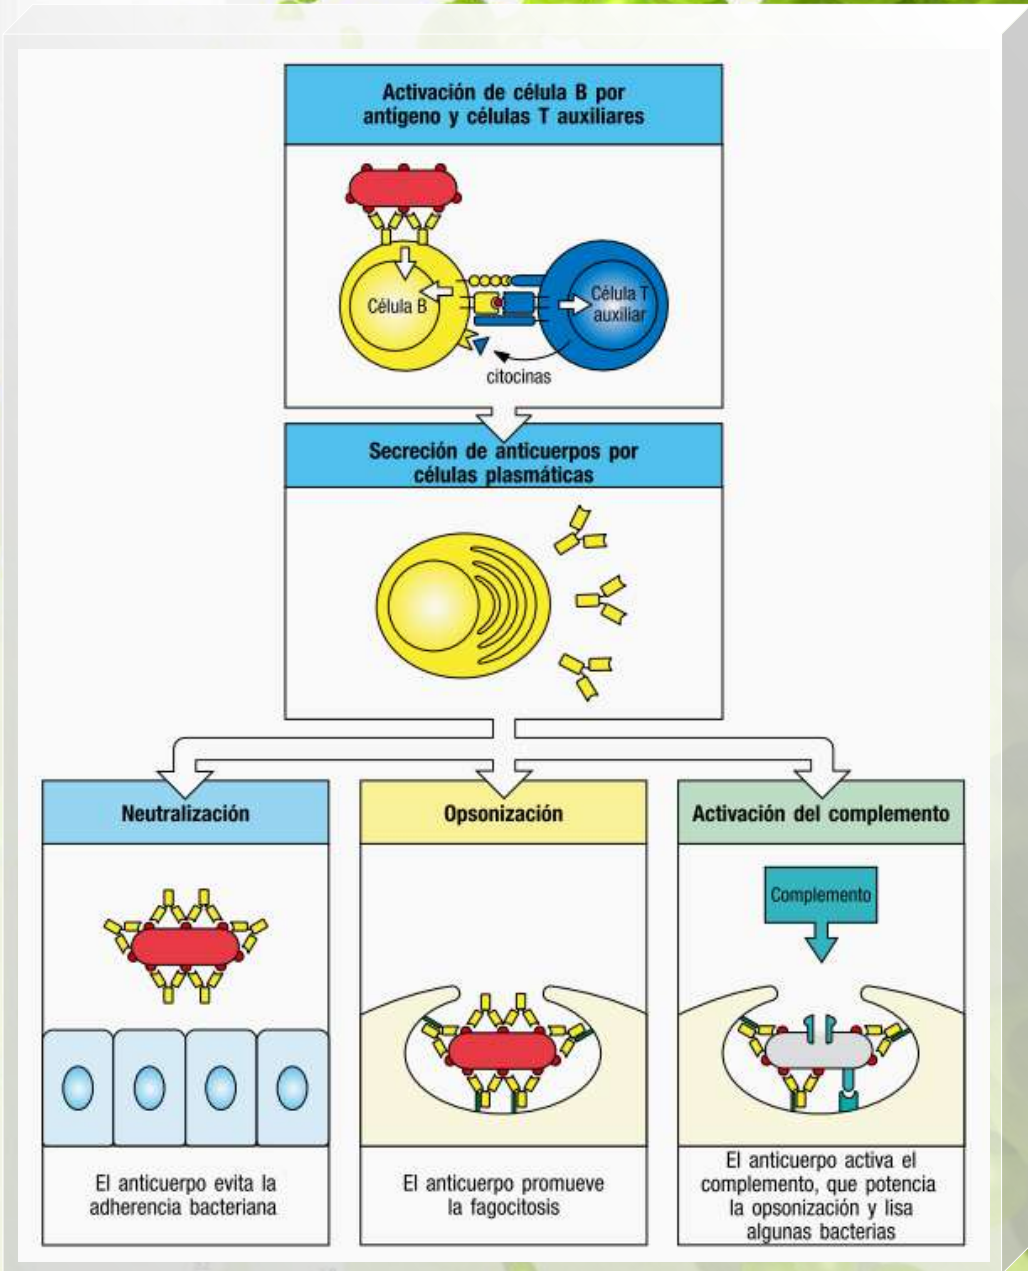 Activación de célula B por
antígeno y células T auxiliares
Célula B
Célula T
auxiliar
citocinas
Secreción de anticuerpos por
células plasmáticas
Neutralización
El anticuerpo evita la
adherencia bacteriana
Opsonización
El anticuerpo promueve
la fagocitosis
Activación del complemento
Complemento
El anticuerpo activa el
complemento, que potencia
la opsonización y lisa
algunas bacterias